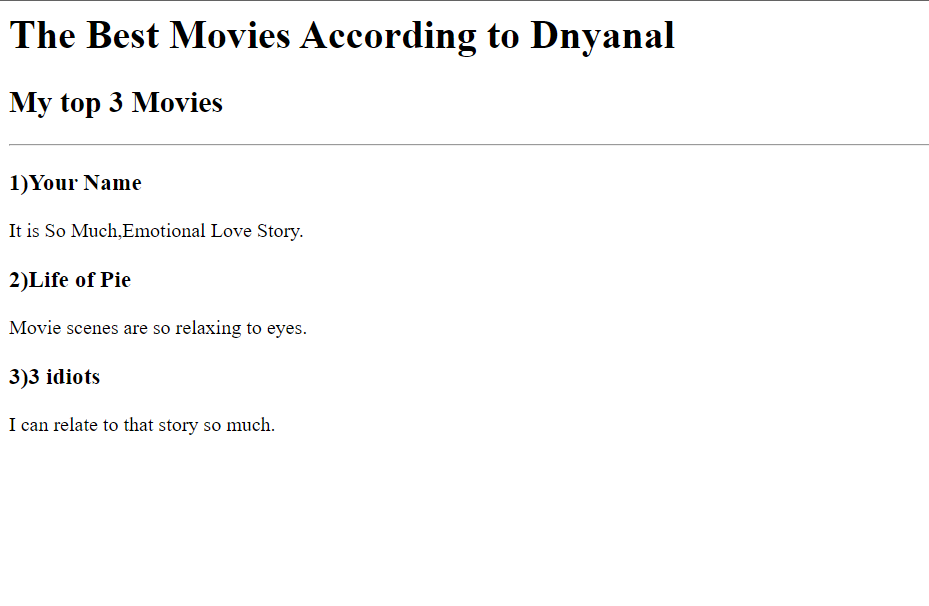 The Best Movies According to Dnyanal
My top 3 Movies
1)Your Name
It is So Much,Emotional Love Story.
2)Life of Pie
Movie scenes are so relaxing to eyes.
3)3 idiots
I can relate to that story so much.